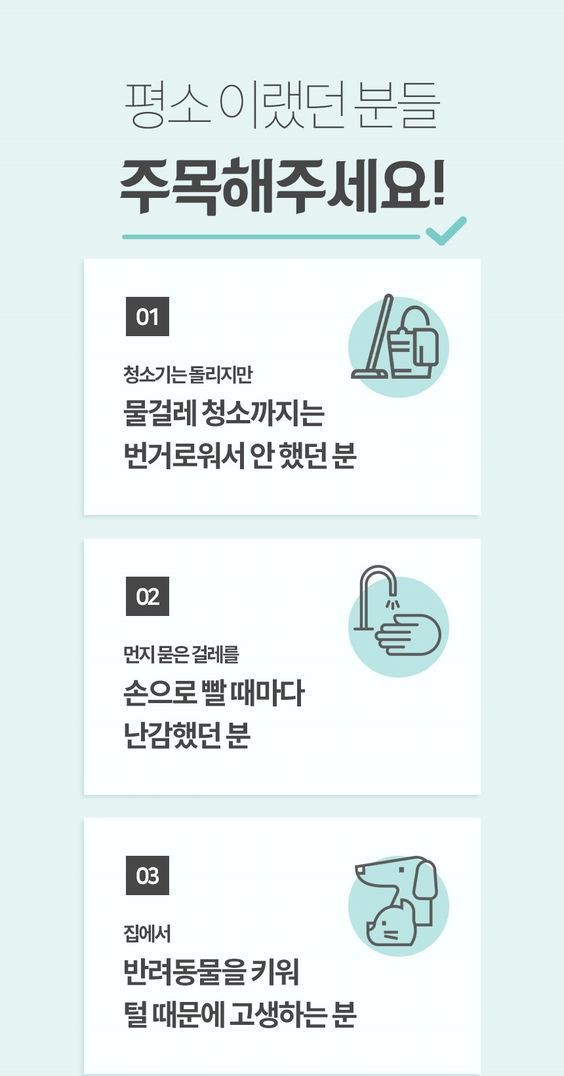 평소 이랬던 분들
주목해주세요!
01
청소기는 돌리지만
물걸레 청소까지는
번거로워서 안 했던 분
02
먼지 묻은 걸레를
손으로 빨 때마다
난감했던 분
03
집에서
반려동물을 키워
털 때문에 고생하는 분